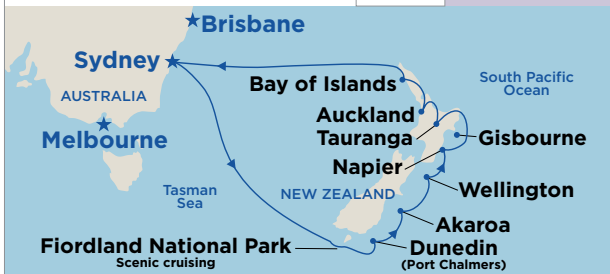 Brisbane
Sydney
Bay of Islands
South Pacific
Ocean
AUSTRALIA
Auckland
Tauranga
Gisbourne
Melbourne
Napier
Tasman
Sea
NEW ZEALAND
Wellington
Akaroa
Fiordland National Park
Scenic cruising
Dunedin
(Port Chalmers)